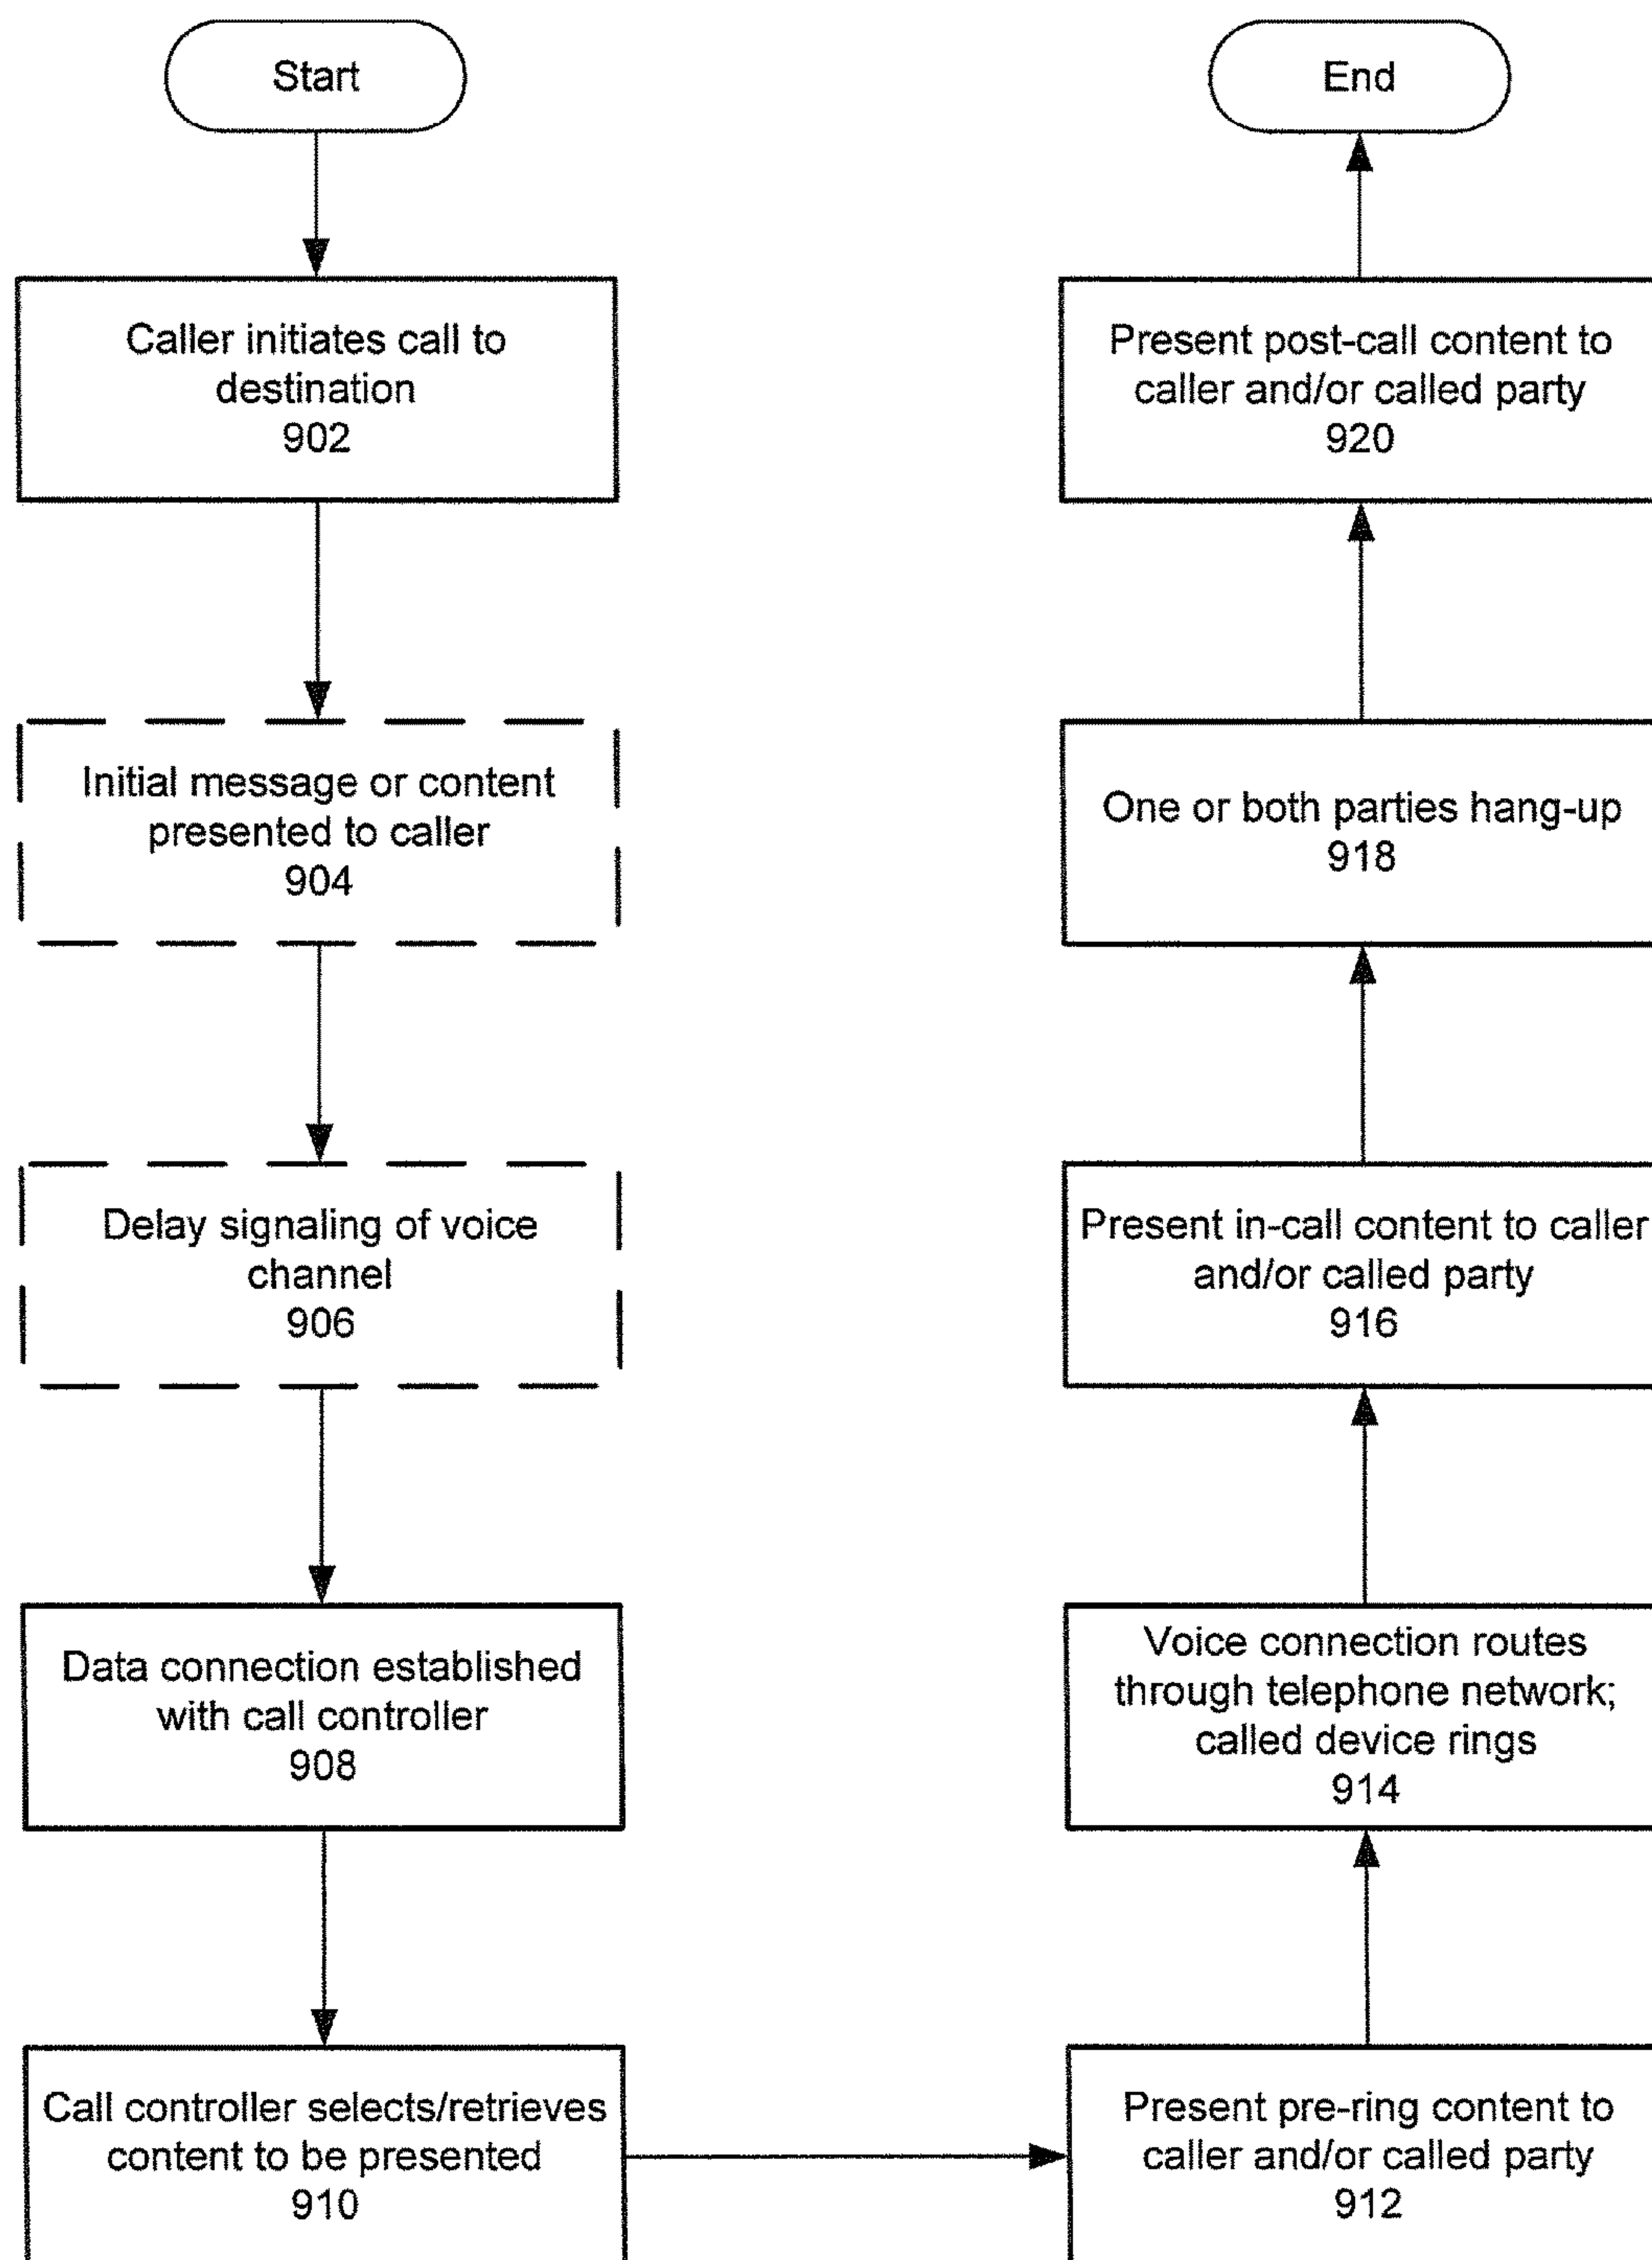 Start
Caller initiates call to
destination
902
Initial message or content
presented to caller
904
Delay signaling of voice
channel
906
Data connection established
with call controller
908
Call controller selects/retrieves
content to be presented
910
Present pre-ring content to
caller and/or called party
912
Voice connection routes
through telephone network;
called device rings
914
Present in-call content to caller
and/or called party
916
One or both parties hang-up
918
Present post-call content to
caller and/or called party
920
End